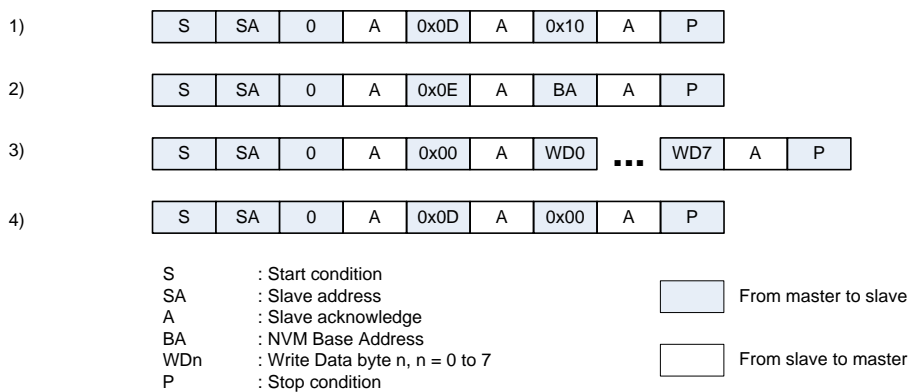 1) S SA 0 A 0x0D A 0x10 A P
2) S SA 0 A 0x0E A BA A P
3) S SA 0 A 0x00 A WD0 ... WD7 A P
4) S SA 0 A 0x0D A 0x00 A P
S : Start condition
SA : Slave address
A : Slave acknowledge
BA : NVM Base Address
WDn : Write Data byte n, n = 0 to 7
P : Stop condition
From master to slave
From slave to master